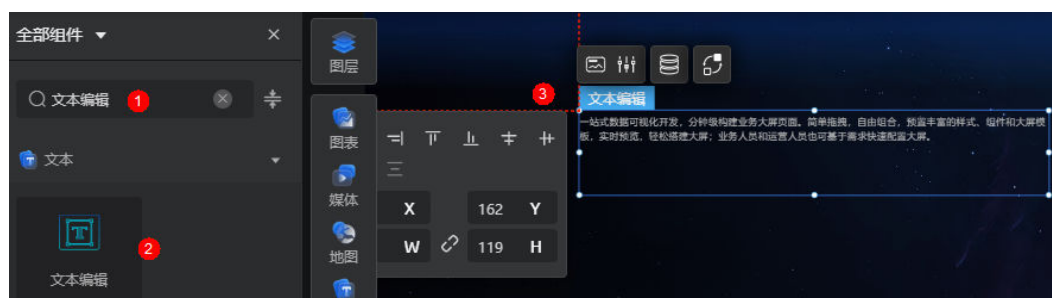 全部组件
文本编辑
1
文本
2
文本编辑
图层
图表
媒体
地图
X
162
Y
W
119
H
3
文本编辑
一站式数据可视化开发，分钟级构建业务大屏页面。简单拖拽，自由组合，预置丰富的样式、组件和大屏模
板，实时预览，轻松搭建大屏；业务人员和运营人员也可基于需求快速配置大屏。